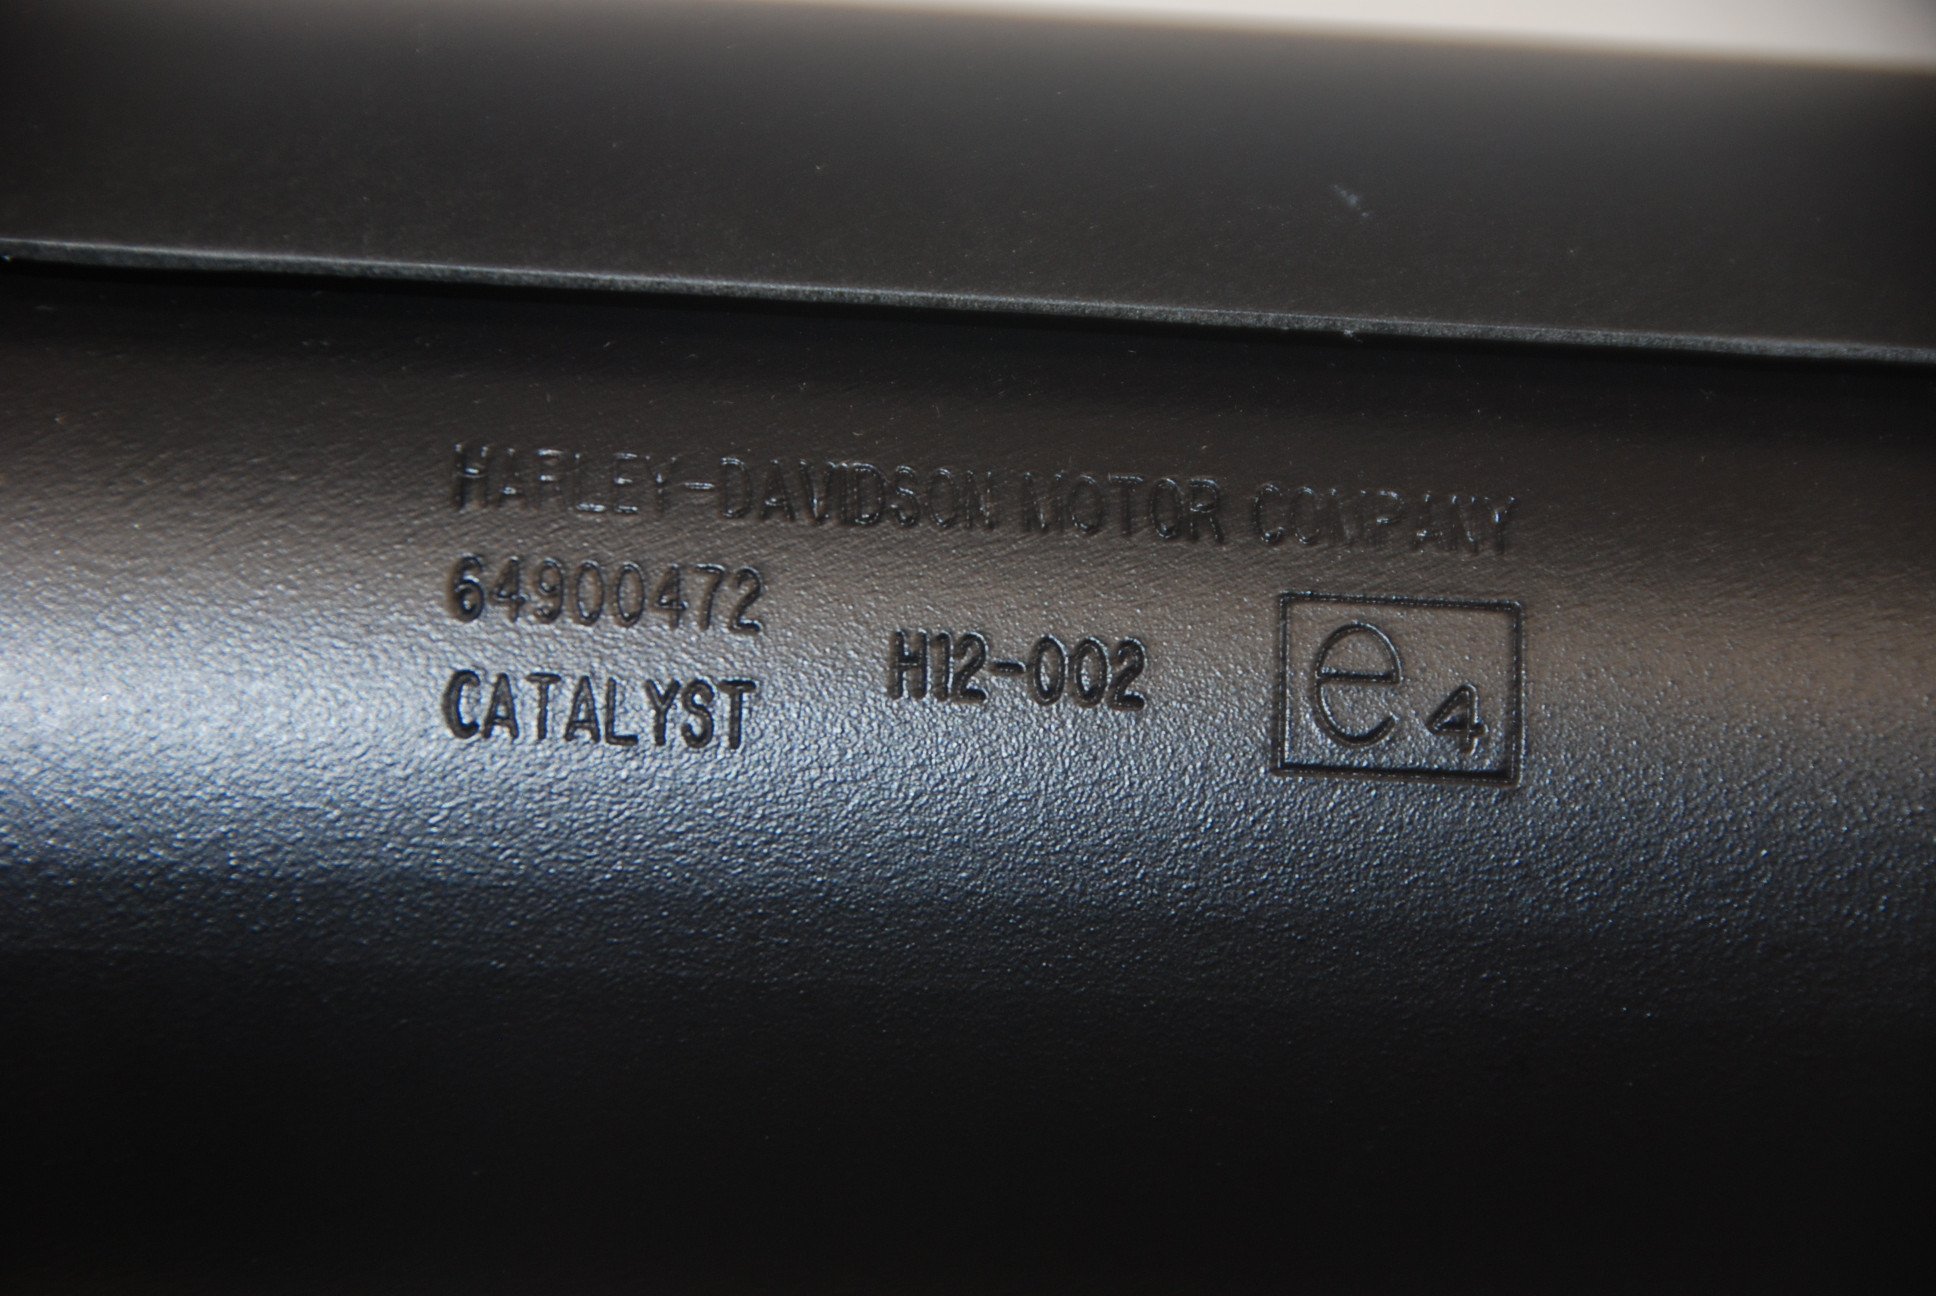 HARLEY-DAVIDSON MOTOR COMPANY
64900472
CATALYST
H12-002
e4